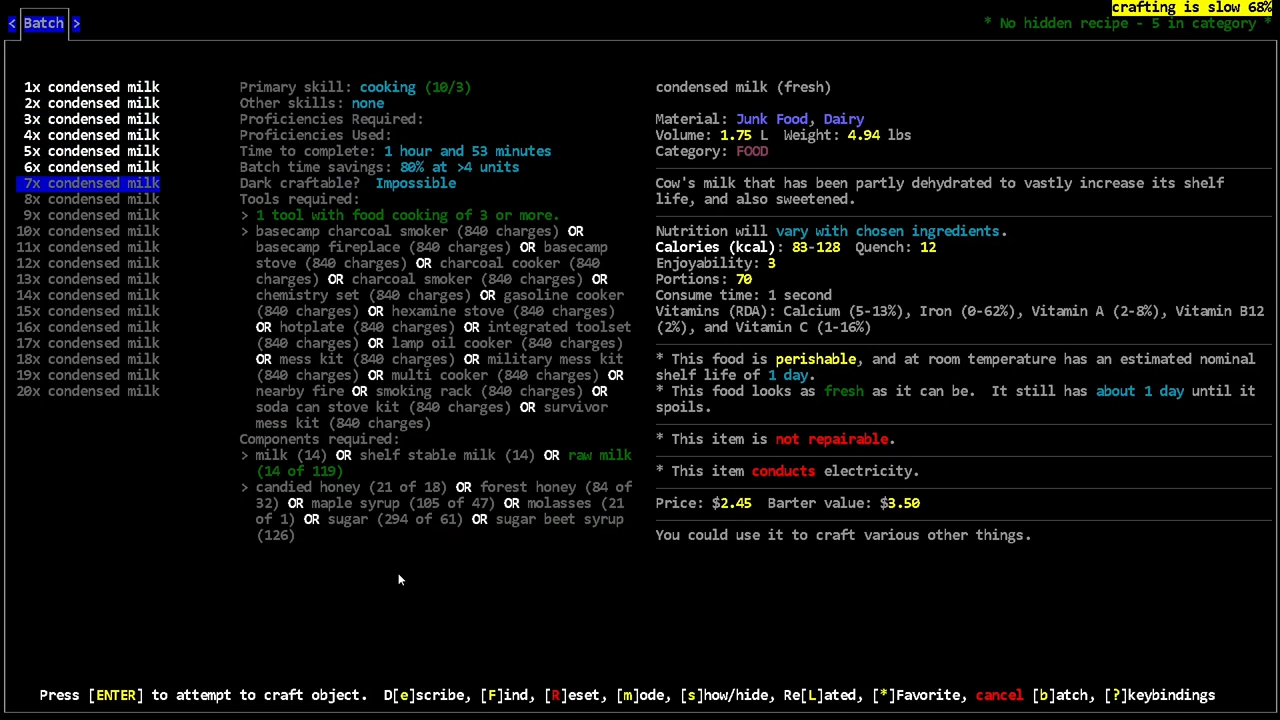 crafting is slow 68%
< Batch >
* No hidden recipe - 5 in category *
1x condensed milk
2x condensed milk
3x condensed milk
4x condensed milk
5x condensed milk
6x condensed milk
7x condensed milk
8x condensed milk
9x condensed milk
10x condensed milk
11x condensed milk
12x condensed milk
13x condensed milk
14x condensed milk
15x condensed milk
16x condensed milk
17x condensed milk
18x condensed milk
19x condensed milk
20x condensed milk
Primary skill: cooking (10/3)
Other skills: none
Proficiencies Required:
Proficiencies Used:
Time to complete: 1 hour and 53 minutes
Batch time savings: 80% at >4 units
Dark craftable? Impossible
Tools required:
> 1 tool with food cooking of 3 or more.
> basecamp charcoal smoker (840 charges) OR
basecamp fireplace (840 charges) OR basecamp
stove (840 charges) OR charcoal cooker (840
charges) OR charcoal smoker (840 charges) OR
chemistry set (840 charges) OR gasoline cooker
(840 charges) OR hexamine stove (840 charges)
OR hotplate (840 charges) OR integrated toolset
(840 charges) OR lamp oil cooker (840 charges)
OR mess kit (840 charges) OR military mess kit
(840 charges) OR multi cooker (840 charges) OR
nearby fire OR smoking rack (840 charges) OR
soda can stove kit (840 charges) OR survivor
mess kit (840 charges)
Components required:
> milk (14) OR shelf stable milk (14) OR raw milk
(14 of 119)
> candied honey (21 of 18) OR forest honey (84 of
32) OR maple syrup (105 of 47) OR molasses (21
of 1) OR sugar (294 of 61) OR sugar beet syrup
(126)
condensed milk (fresh)
Material: Junk Food, Dairy
Volume: 1.75 L Weight: 4.94 lbs
Category: FOOD
Cow's milk that has been partly dehydrated to vastly increase its shelf
life, and also sweetened.
Nutrition will vary with chosen ingredients.
Calories (kcal): 83-128 Quench: 12
Enjoyability: 3
Portions: 70
Consume time: 1 second
Vitamins (RDA): Calcium (5-13%), Iron (0-62%), Vitamin A (2-8%), Vitamin B12
(2%), and Vitamin C (1-16%)
* This food is perishable, and at room temperature has an estimated nominal
shelf life of 1 day.
* This food looks as fresh as it can be. It still has about 1 day until it
spoils.
* This item is not repairable.
* This item conducts electricity.
Price: $2.45 Barter value: $3.50
You could use it to craft various other things.
Press [ENTER] to attempt to craft object. D[e]scribe, [F]ind, [R]eset, [m]ode, [s]how/hide, Re[L]ated, [*]Favorite, cancel [b]atch, [?]keybindings